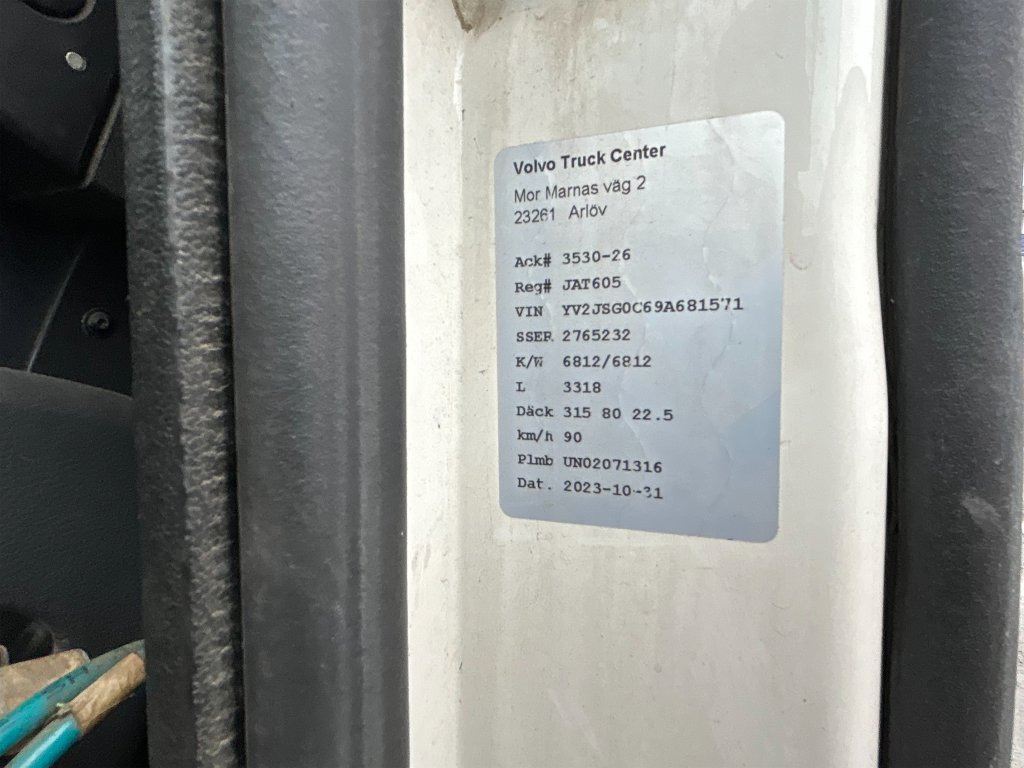 Volvo Truck Center
Mor Marnas väg 2
23261 Arlöv
Ack# 3530-26
Reg# JAT605
VIN YV2JSG0C69A681571
SSER 2765232
K/W 6812/6812
L 3318
Däck 315 80 22.5
km/h 90
Plmb UN02071316
Dat. 2023-10-31